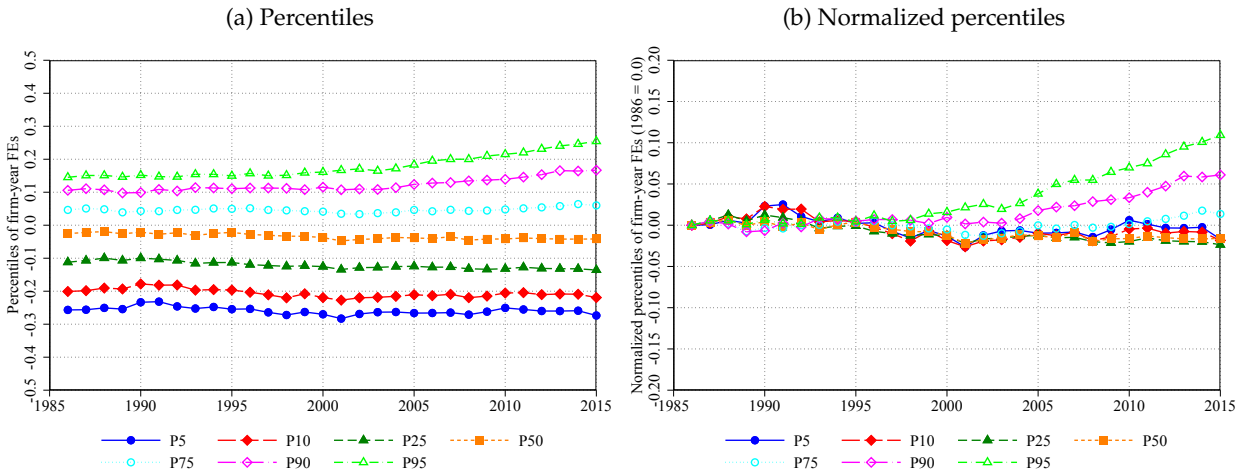 (a) Percentiles
Percentiles of firm-year FEs
0.5
0.4
0.3
0.2
0.1
0.0
-0.1
-0.2
-0.3
-0.4
-0.5
1985
1990
1995
2000
2005
2010
2015
P5
P10
P25
P50
P75
P90
P95
(b) Normalized percentiles
Normalized percentiles of firm-year FEs (1986 = 0.0)
0.20
0.15
0.10
0.05
0.00
-0.05
-0.10
-0.15
-0.20
1985
1990
1995
2000
2005
2010
2015
P5
P10
P25
P50
P75
P90
P95